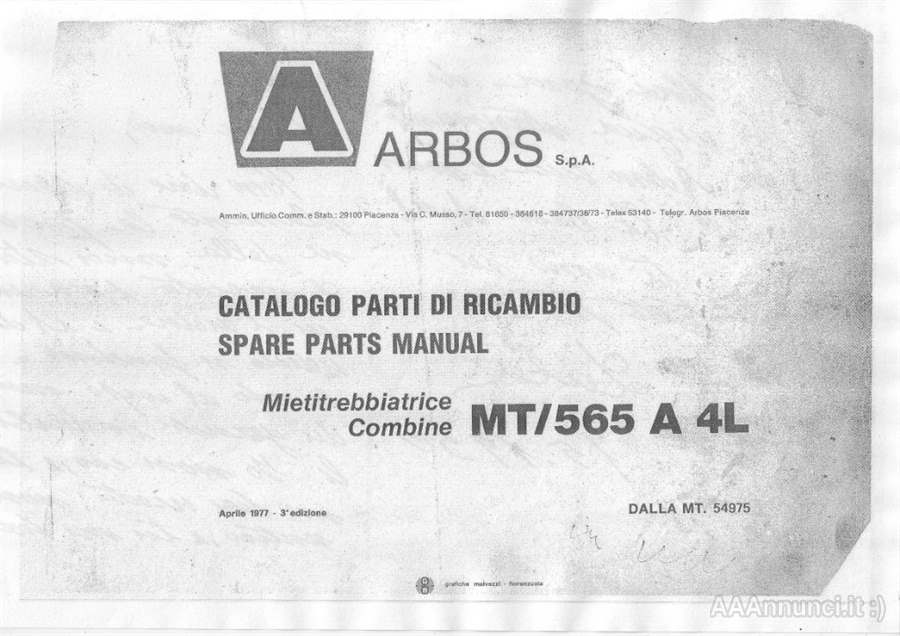 A
ARBOS S.p.A.
Ammin, Ufficio Comm. e Stab.: 29100 Piacenza - Via C. Musso, 7 - Tel. 61650 - 384618 - 384737/38/73 - Telex 53140 - Telegr. Arbos Piacenza
CATALOGO PARTI DI RICAMBIO
SPARE PARTS MANUAL
Mietitrebbiatrice
Combine
MT/565 A 4L
Aprile 1977 - 3ª edizione
DALLA MT. 54975
grafiche malvezzi - fiorenzuola
AAAnnunci.it :)